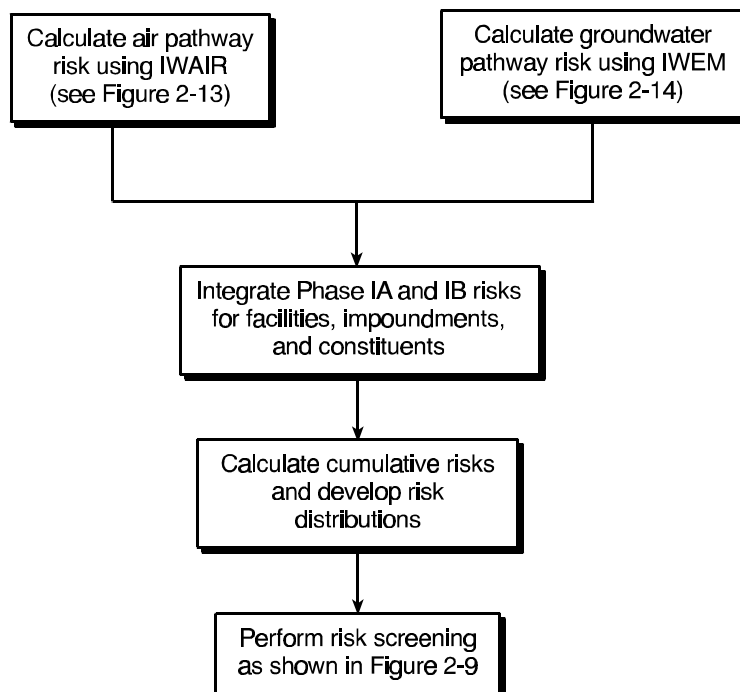 Calculate air pathway
risk using IWAIR
(see Figure 2-13)
Calculate groundwater
pathway risk using IWEM
(see Figure 2-14)
Integrate Phase IA and IB risks
for facilities, impoundments,
and constituents
Calculate cumulative risks
and develop risk
distributions
Perform risk screening
as shown in Figure 2-9